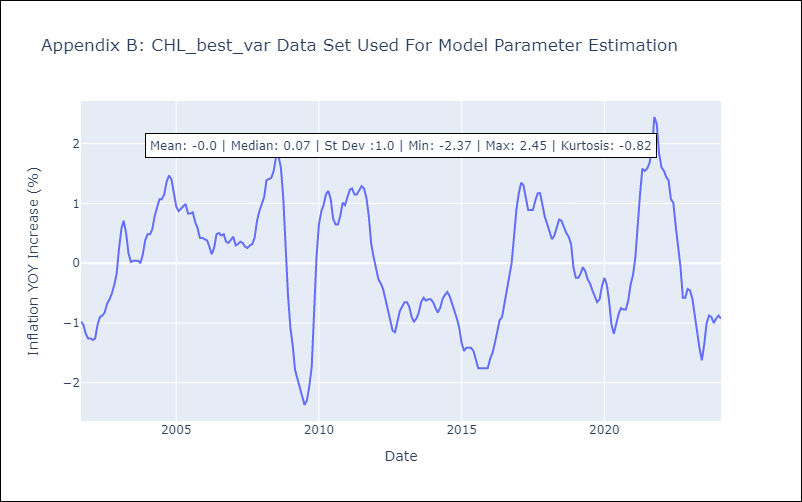 Appendix B: CHL_best_var Data Set Used For Model Parameter Estimation
Mean: -0.0 | Median: 0.07 | St Dev :1.0 | Min: -2.37 | Max: 2.45 | Kurtosis: -0.82
Inflation YOY Increase (%)
2
1
0
−1
−2
2005
2010
2015
2020
Date